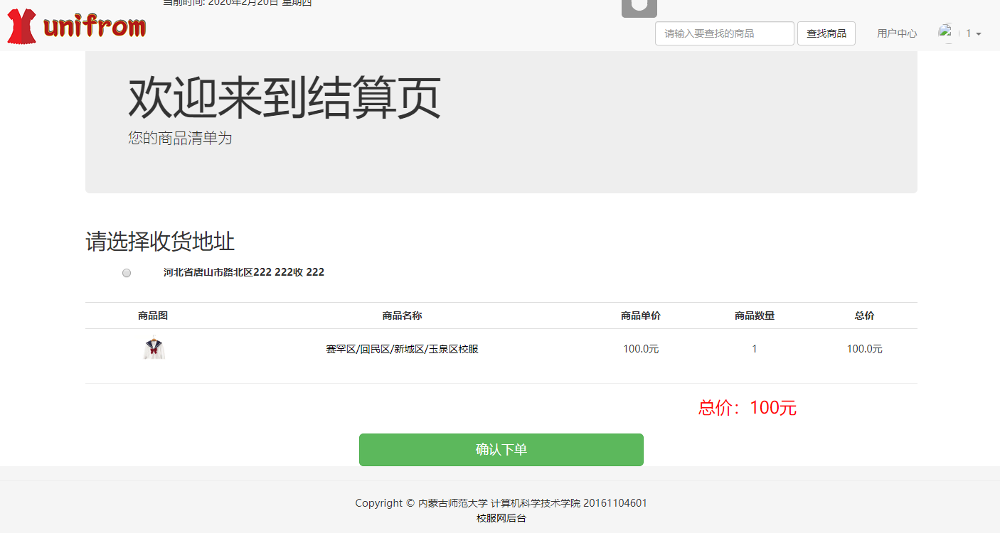 当前时间: 2020年2月20日 星期四
unifrom
请输入要查找的商品 查找商品 用户中心 1
欢迎来到结算页
您的商品清单为
请选择收货地址
河北省唐山市路北区222 222收 222
商品图 商品名称 商品单价 商品数量 总价
赛罕区/回民区/新城区/玉泉区校服 100.0元 1 100.0元
总价：100元
确认下单
Copyright © 内蒙古师范大学 计算机科学技术学院 20161104601
校服网后台